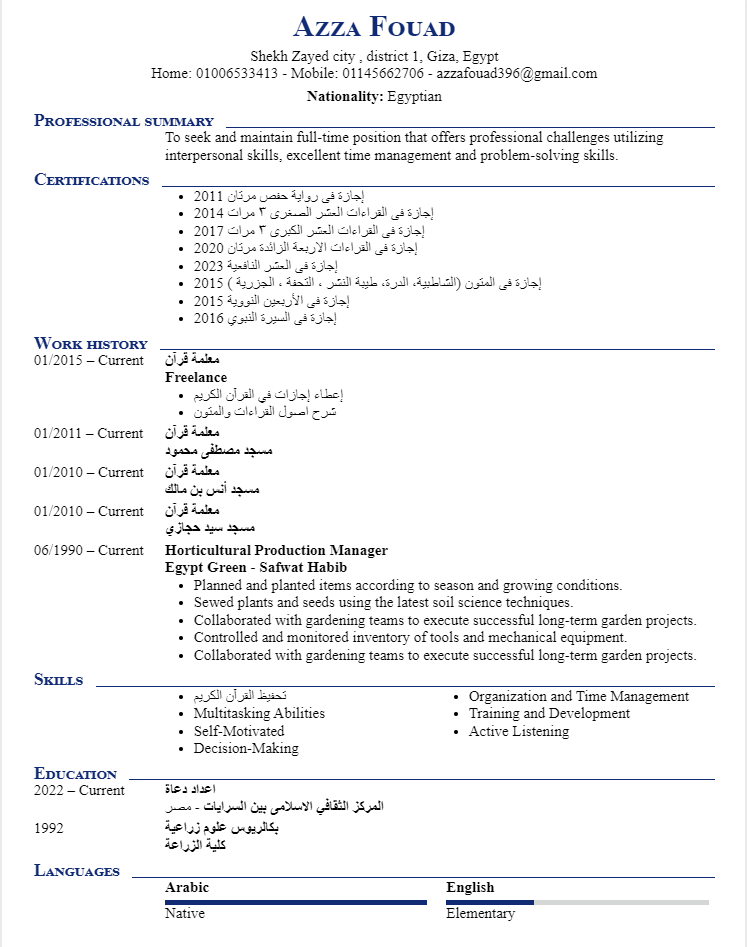 Azza Fouad
Shekh Zayed city , district 1, Giza, Egypt
Home: 01006533413 - Mobile: 01145662706 - azzafouad396@gmail.com
Nationality: Egyptian
Professional summary
To seek and maintain full-time position that offers professional challenges utilizing
interpersonal skills, excellent time management and problem-solving skills.
Certifications
• إجازة فى رواية حفص مرتان 2011
• إجازة فى القراءات العشر الصغرى ٣ مرات 2014
• إجازة فى القراءات العشر الكبرى ٣ مرات 2017
• إجازة فى القراءات الاربعة الزائدة مرتان 2020
• إجازة فى العشر النافعية 2023
• إجازة فى المتون (الشاطبية، الدرة، طيبة النشر ، التحفة ، الجزرية ) 2015
• إجازة فى الأربعين النووية 2015
• إجازة فى السيرة النبوي 2016
Work history
01/2015 – Current معلمة قرآن
Freelance
• إعطاء إجازات في القرآن الكريم
• شرح اصول القراءات والمتون
01/2011 – Current معلمة قرآن
مسجد مصطفى محمود
01/2010 – Current معلمة قرآن
مسجد أنس بن مالك
01/2010 – Current معلمة قرآن
مسجد سيد حجازي
06/1990 – Current Horticultural Production Manager
Egypt Green - Safwat Habib
• Planned and planted items according to season and growing conditions.
• Sewed plants and seeds using the latest soil science techniques.
• Collaborated with gardening teams to execute successful long-term garden projects.
• Controlled and monitored inventory of tools and mechanical equipment.
• Collaborated with gardening teams to execute successful long-term garden projects.
Skills
• تحفيظ القرآن الكريم
• Multitasking Abilities
• Self-Motivated
• Decision-Making
• Organization and Time Management
• Training and Development
• Active Listening
Education
2022 – Current اعداد دعاة
المركز الثقافي الاسلامى بين السرايات - مصر
1992 بكالريوس علوم زراعية
كلية الزراعة
Languages
Arabic
Native
English
Elementary